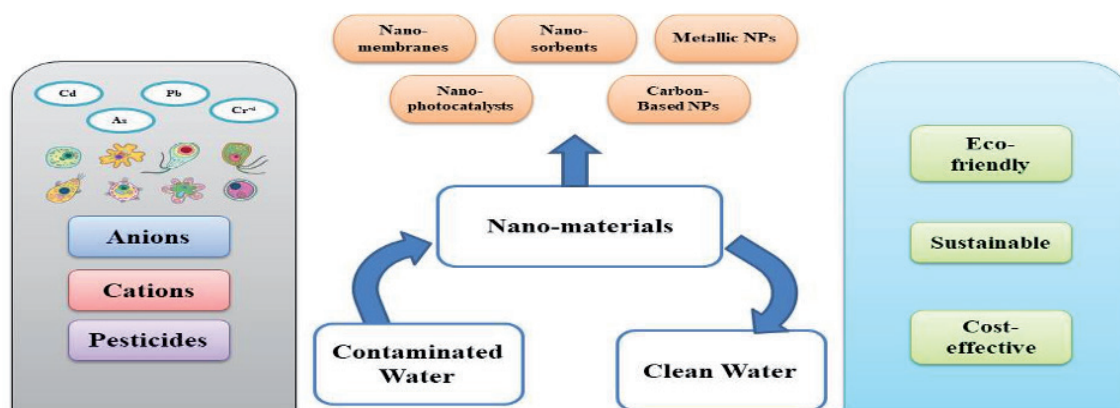 Nano-
membranes
Nano-
sorbents
Metallic NPs
Nano-
photocatalysts
Carbon-
Based NPs
Cd
Pb
As
Anions
Cations
Pesticides
Nano-materials
Contaminated
Water
Clean Water
Eco-
friendly
Sustainable
Cost-
effective